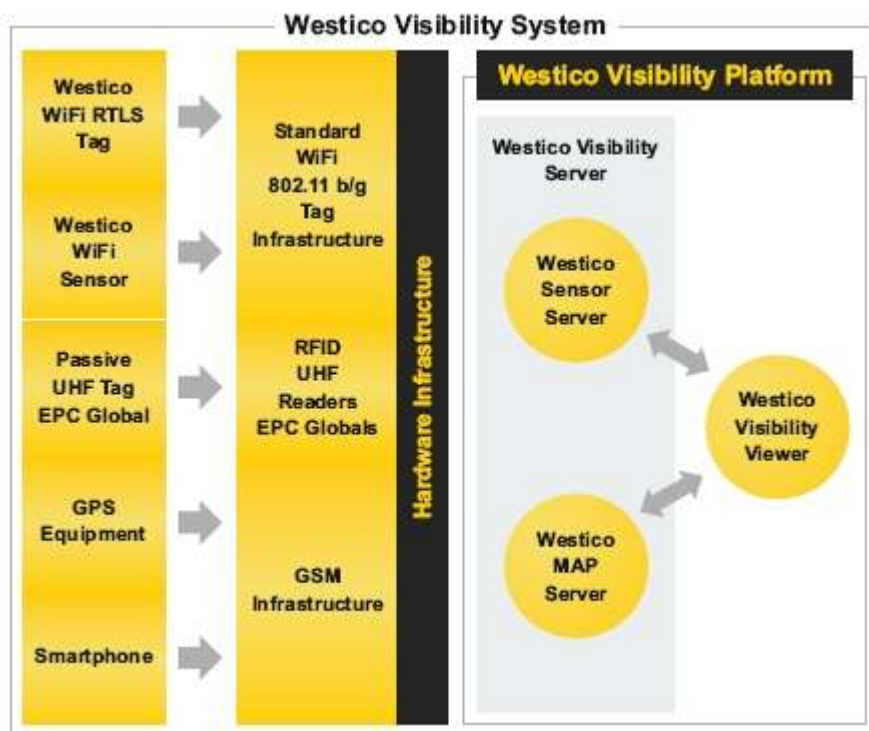 Westico Visibility System
Westico
WiFi RTLS
Tag
Westico
WiFi
Sensor
Passive
UHF Tag
EPC Global
GPS
Equipment
Smartphone
Standard
WiFi
802.11 b/g
Tag
Infrastructure
RFID
UHF
Readers
EPC Globals
GSM
Infrastructure
Hardware Infrastructure
Westico Visibility Platform
Westico Visibility
Server
Westico
Sensor
Server
Westico
Visibility
Viewer
Westico
MAP
Server